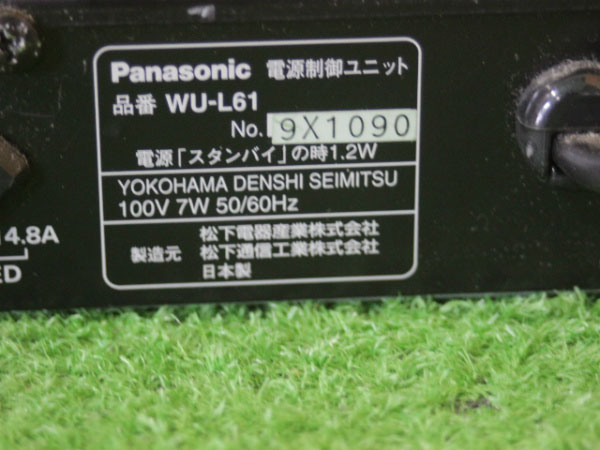 Panasonic 電源制御ユニット
品番 WU-L61
No. 9X1090
電源「スタンバイ」の時1.2W
YOKOHAMA DENSHI SEIMITSU
100V 7W 50/60Hz
製造元 松下電器産業株式会社
松下通信工業株式会社
日本製
14.8A
ED